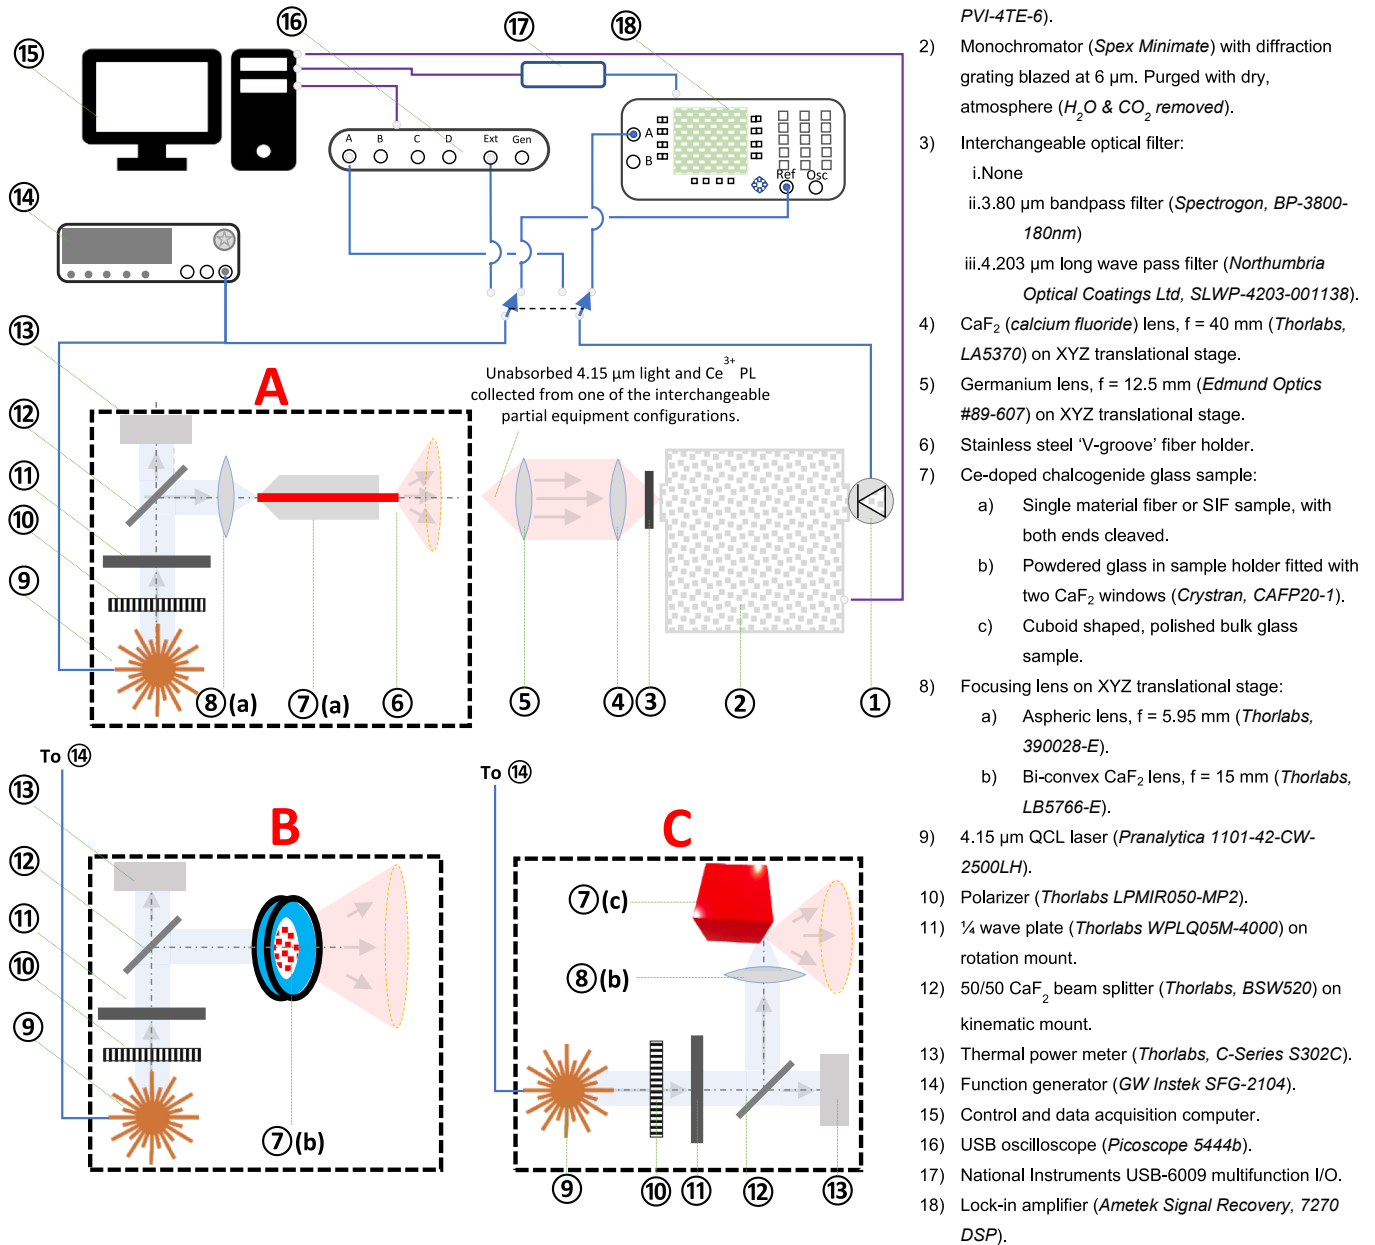 16
17
18
15
A
B
C
D
Ext
Gen
A
B
Ref
Osc
14
13
12
11
10
9
A
Unabsorbed 4.15 µm light and Ce3+ PL
collected from one of the interchangeable
partial equipment configurations.
8 (a)
7 (a)
6
5
4
3
2
1
To 14
13
12
11
10
9
B
7 (b)
To 14
C
7 (c)
8 (b)
9
10
11
12
13
PVI-4TE-6).
2) Monochromator (Spex Minimate) with diffraction
grating blazed at 6 µm. Purged with dry,
atmosphere (H2O & CO2 removed).
3) Interchangeable optical filter:
i.None
ii.3.80 µm bandpass filter (Spectrogon, BP-3800-
180nm)
iii.4.203 µm long wave pass filter (Northumbria
Optical Coatings Ltd, SLWP-4203-001138).
4) CaF2 (calcium fluoride) lens, f = 40 mm (Thorlabs,
LA5370) on XYZ translational stage.
5) Germanium lens, f = 12.5 mm (Edmund Optics
#89-607) on XYZ translational stage.
6) Stainless steel ‘V-groove’ fiber holder.
7) Ce-doped chalcogenide glass sample:
a) Single material fiber or SIF sample, with
both ends cleaved.
b) Powdered glass in sample holder fitted with
two CaF2 windows (Crystran, CAFP20-1).
c) Cuboid shaped, polished bulk glass
sample.
8) Focusing lens on XYZ translational stage:
a) Aspheric lens, f = 5.95 mm (Thorlabs,
390028-E).
b) Bi-convex CaF2 lens, f = 15 mm (Thorlabs,
LB5766-E).
9) 4.15 µm QCL laser (Pranalytica 1101-42-CW-
2500LH).
10) Polarizer (Thorlabs LPMIR050-MP2).
11) ¼ wave plate (Thorlabs WPLQ05M-4000) on
rotation mount.
12) 50/50 CaF2 beam splitter (Thorlabs, BSW520) on
kinematic mount.
13) Thermal power meter (Thorlabs, C-Series S302C).
14) Function generator (GW Instek SFG-2104).
15) Control and data acquisition computer.
16) USB oscilloscope (Picoscope 5444b).
17) National Instruments USB-6009 multifunction I/O.
18) Lock-in amplifier (Ametek Signal Recovery, 7270
DSP).